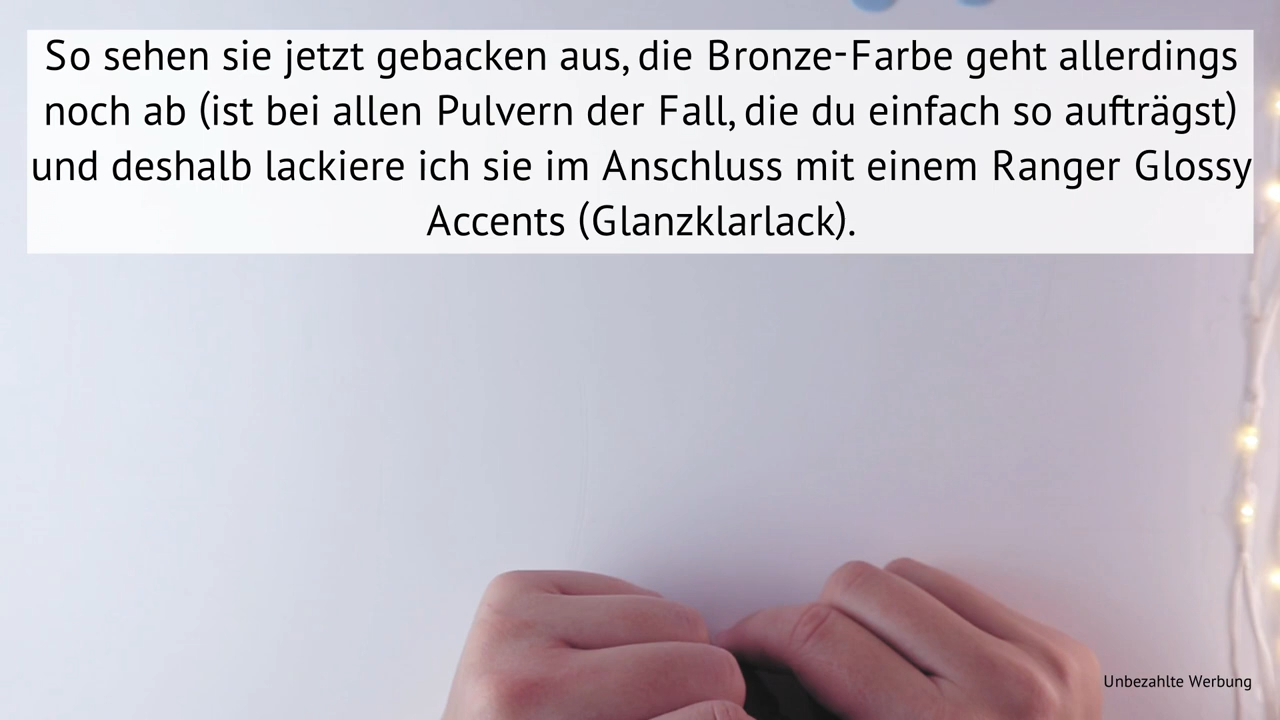 So sehen sie jetzt gebacken aus, die Bronze-Farbe geht allerdings
noch ab (ist bei allen Pulvern der Fall, die du einfach so aufträgst)
und deshalb lackiere ich sie im Anschluss mit einem Ranger Glossy
Accents (Glanzklarlack).
Unbezahlte Werbung